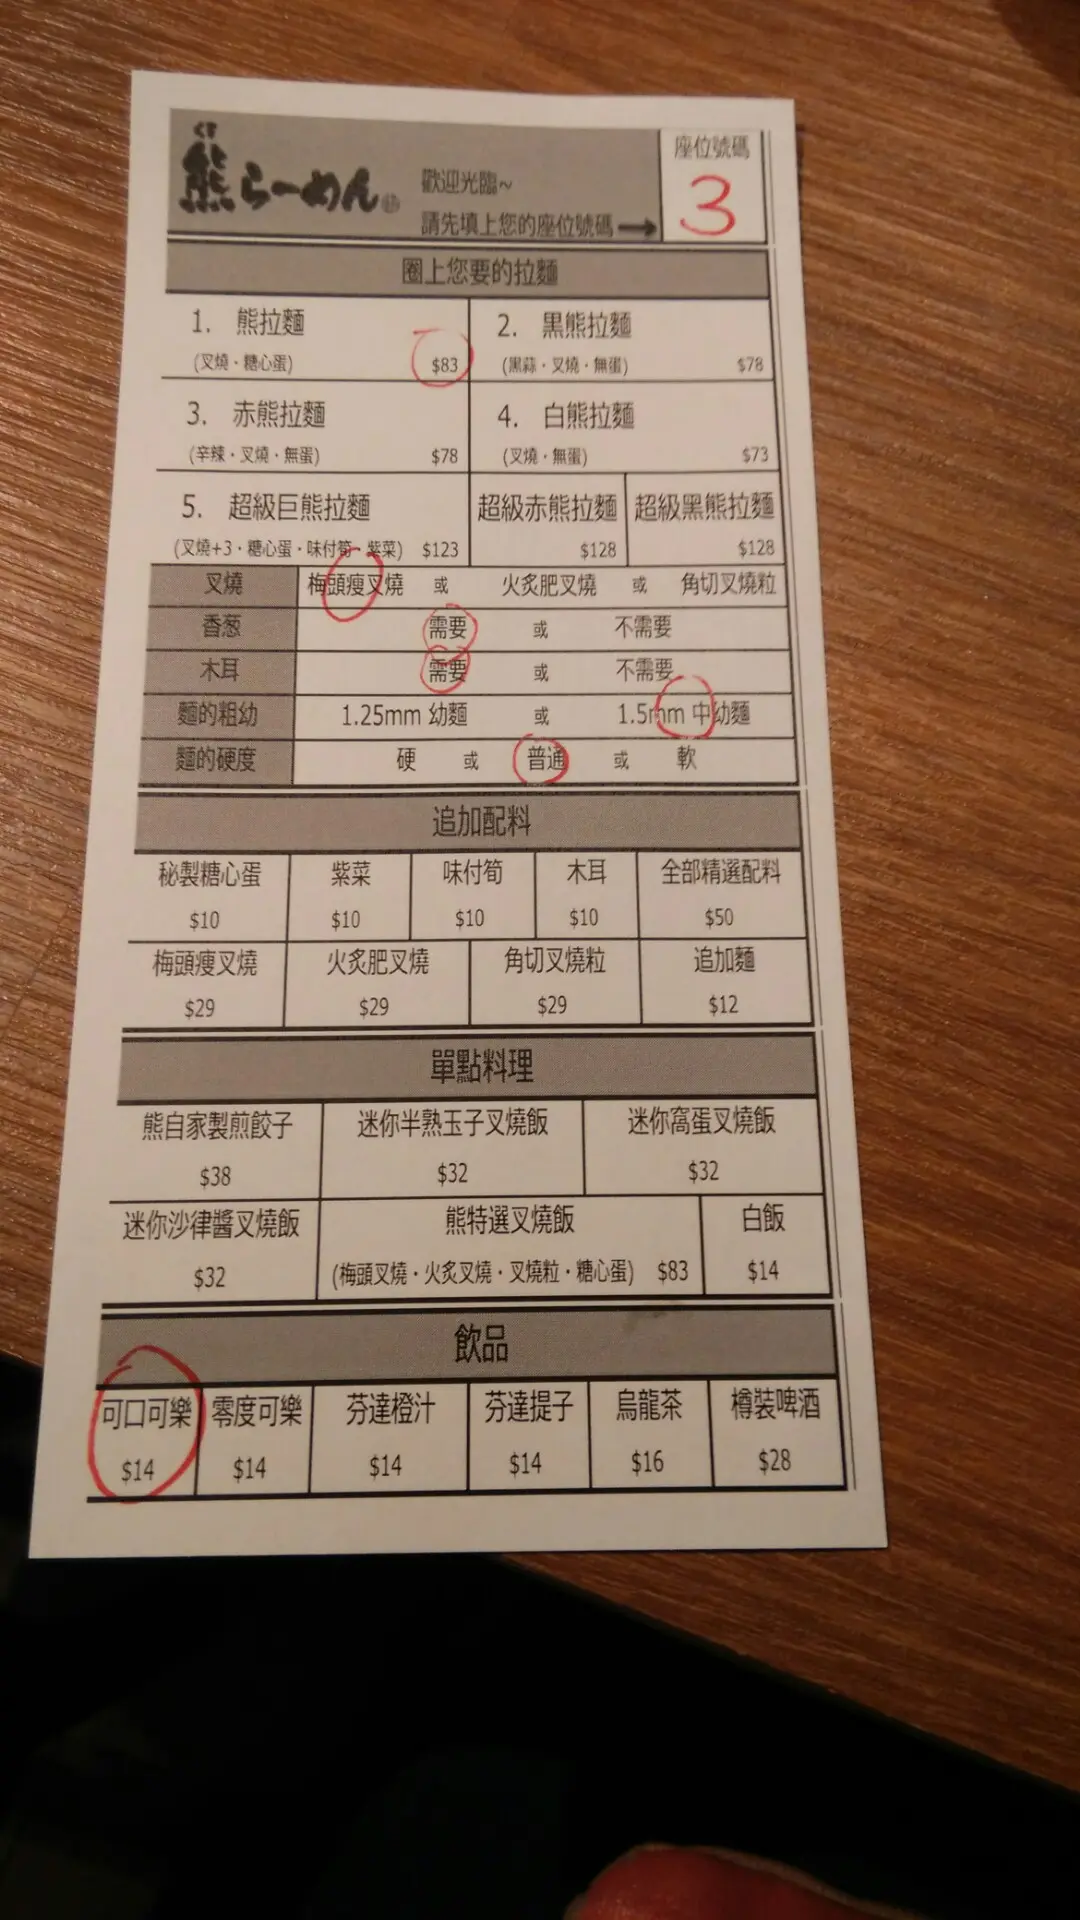 くま
熊らーめん
歡迎光臨~
請先填上您的座位號碼→
座位號碼
3
圈上您要的拉麵
1. 熊拉麵
(叉燒·糖心蛋) $83
2. 黒熊拉麵
(黒蒜·叉燒·無蛋) $78
3. 赤熊拉麵
(辛辣·叉燒·無蛋) $78
4. 白熊拉麵
(叉燒·無蛋) $73
5. 超級巨熊拉麵
(叉燒+3·糖心蛋·味付筍·紫菜) $123
超級赤熊拉麵
$128
超級黑熊拉麵
$128
叉燒 梅頭瘦叉燒 或 火炙肥叉燒 或 角切叉燒粒
香葱 需要 或 不需要
木耳 需要 或 不需要
麵的粗幼 1.25mm 幼麵 或 1.5mm 中幼麵
麵的硬度 硬 或 普通 或 軟
追加配料
秘製糖心蛋 紫菜 味付筍 木耳 全部精選配料
$10 $10 $10 $10 $50
梅頭瘦叉燒 火炙肥叉燒 角切叉燒粒 追加麵
$29 $29 $29 $12
單點料理
熊自家製煎餃子 迷你半熟玉子叉燒飯 迷你窩蛋叉燒飯
$38 $32 $32
迷你沙律醬叉燒飯
$32
熊特選叉燒飯
(梅頭叉燒·火炙叉燒·叉燒粒·糖心蛋) $83
白飯
$14
飲品
可口可樂 零度可樂 芬達橙汁 芬達提子 烏龍茶 樽裝啤酒
$14 $14 $14 $14 $16 $28